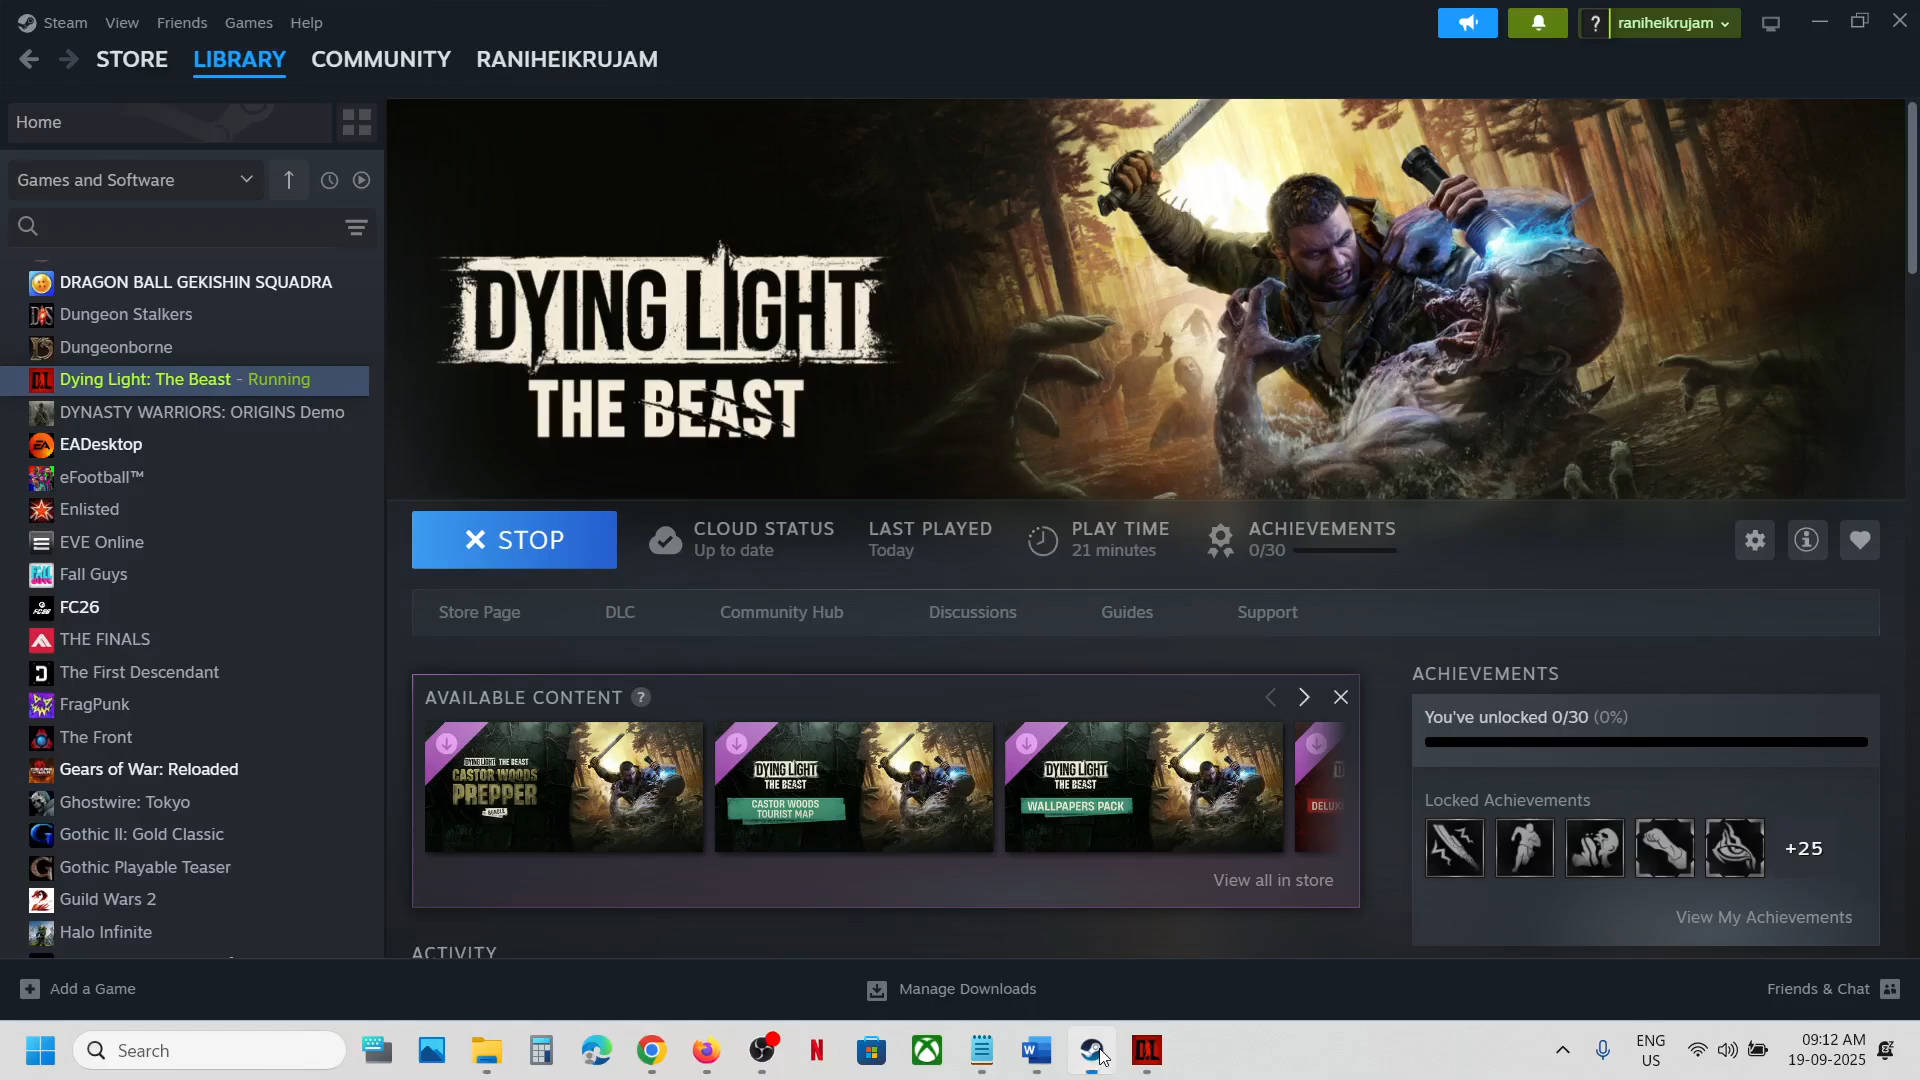 Steam View Friends Games Help
raniheikrujam
STORE LIBRARY COMMUNITY RANIHEIKRUJAM
Home
Games and Software
DRAGON BALL GEKISHIN SQUADRA
Dungeon Stalkers
Dungeonborne
Dying Light: The Beast - Running
DYNASTY WARRIORS: ORIGINS Demo
EADesktop
eFootball™
Enlisted
EVE Online
Fall Guys
FC26
THE FINALS
The First Descendant
FragPunk
The Front
Gears of War: Reloaded
Ghostwire: Tokyo
Gothic II: Gold Classic
Gothic Playable Teaser
Guild Wars 2
Halo Infinite
DYING LIGHT
THE BEAST
STOP
CLOUD STATUS
Up to date
LAST PLAYED
Today
PLAY TIME
21 minutes
ACHIEVEMENTS
0/30
Store Page DLC Community Hub Discussions Guides Support
AVAILABLE CONTENT ?
DYING LIGHT THE BEAST
CASTOR WOODS
PREPPER
BUNDLE
DYING LIGHT
THE BEAST
CASTOR WOODS
TOURIST MAP
DYING LIGHT
THE BEAST
WALLPAPERS PACK
View all in store
ACTIVITY
ACHIEVEMENTS
You've unlocked 0/30 (0%)
Locked Achievements
+25
View My Achievements
Add a Game
Manage Downloads
Friends & Chat
Search
ENG
US
09:12 AM
19-09-2025